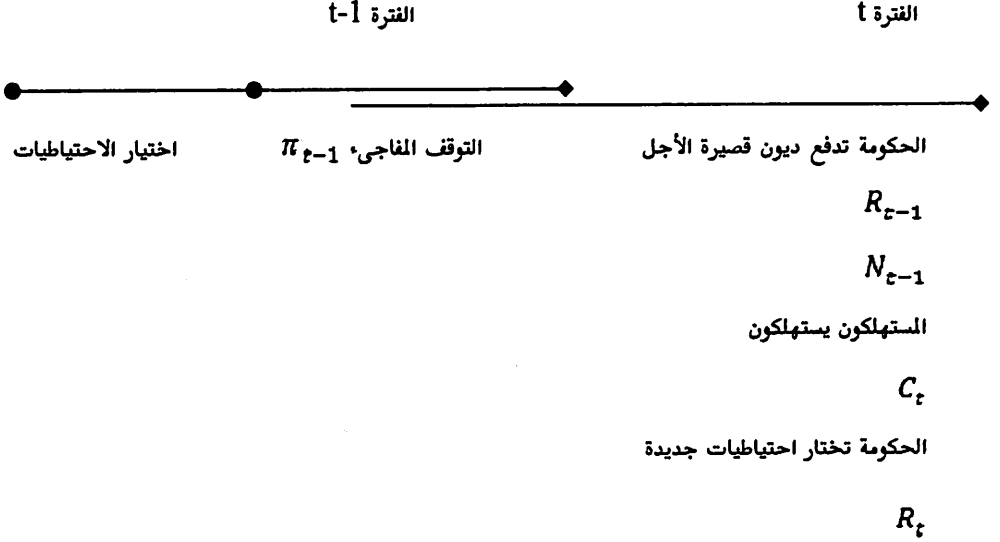 الفترة t
الفترة t-1
الحكومة تدفع ديون قصيرة الأجل
التوقف المفاجىء π_{t-1}
اختيار الاحتياطيات
R_{t-1}
N_{t-1}
المستهلكون يستهلكون
C_t
الحكومة تختار احتياطيات جديدة
R_t